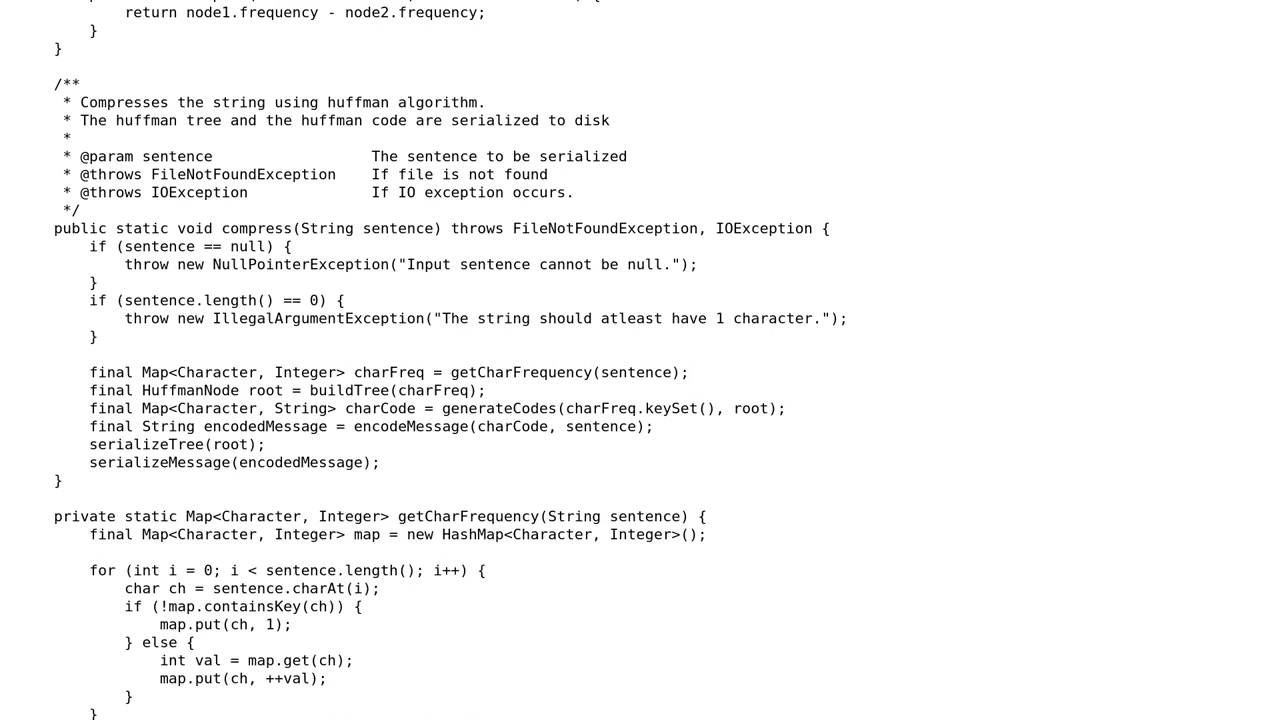 return node1.frequency - node2.frequency;
}
}
/**
* Compresses the string using huffman algorithm.
* The huffman tree and the huffman code are serialized to disk
*
* @param sentence The sentence to be serialized
* @throws FileNotFoundException If file is not found
* @throws IOException If IO exception occurs.
*/
public static void compress(String sentence) throws FileNotFoundException, IOException {
if (sentence == null) {
throw new NullPointerException("Input sentence cannot be null.");
}
if (sentence.length() == 0) {
throw new IllegalArgumentException("The string should atleast have 1 character.");
}
final Map<Character, Integer> charFreq = getCharFrequency(sentence);
final HuffmanNode root = buildTree(charFreq);
final Map<Character, String> charCode = generateCodes(charFreq.keySet(), root);
final String encodedMessage = encodeMessage(charCode, sentence);
serializeTree(root);
serializeMessage(encodedMessage);
}
private static Map<Character, Integer> getCharFrequency(String sentence) {
final Map<Character, Integer> map = new HashMap<Character, Integer>();
for (int i = 0; i < sentence.length(); i++) {
char ch = sentence.charAt(i);
if (!map.containsKey(ch)) {
map.put(ch, 1);
} else {
int val = map.get(ch);
map.put(ch, ++val);
}
}